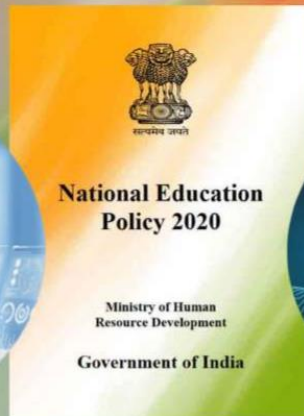 सत्यमेव जयते
National Education
Policy 2020
Ministry of Human
Resource Development
Government of India